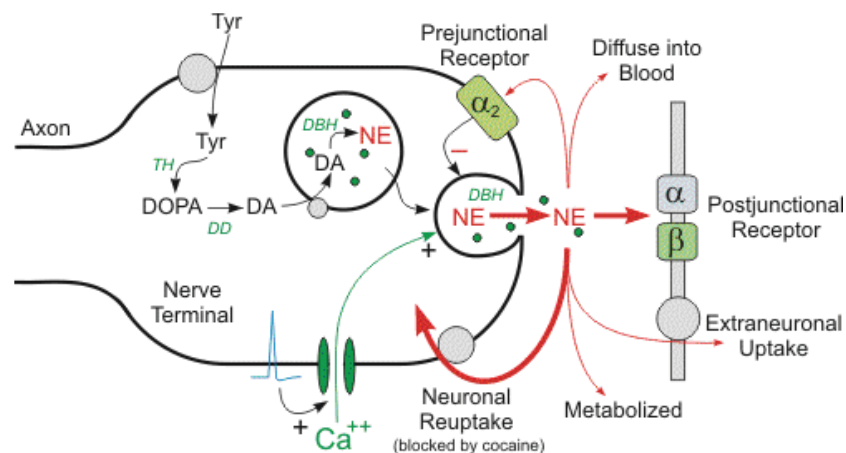 Tyr
Prejunctional
Receptor
Diffuse into
Blood
Axon
α2
DBH
NE
Tyr
DA
TH
–
DOPA
DA
DD
DBH
NE
NE
α
β
Postjunctional
Receptor
+
Nerve
Terminal
Extraneuronal
Uptake
Neuronal
Reuptake
(blocked by cocaine)
Metabolized
+
Ca++